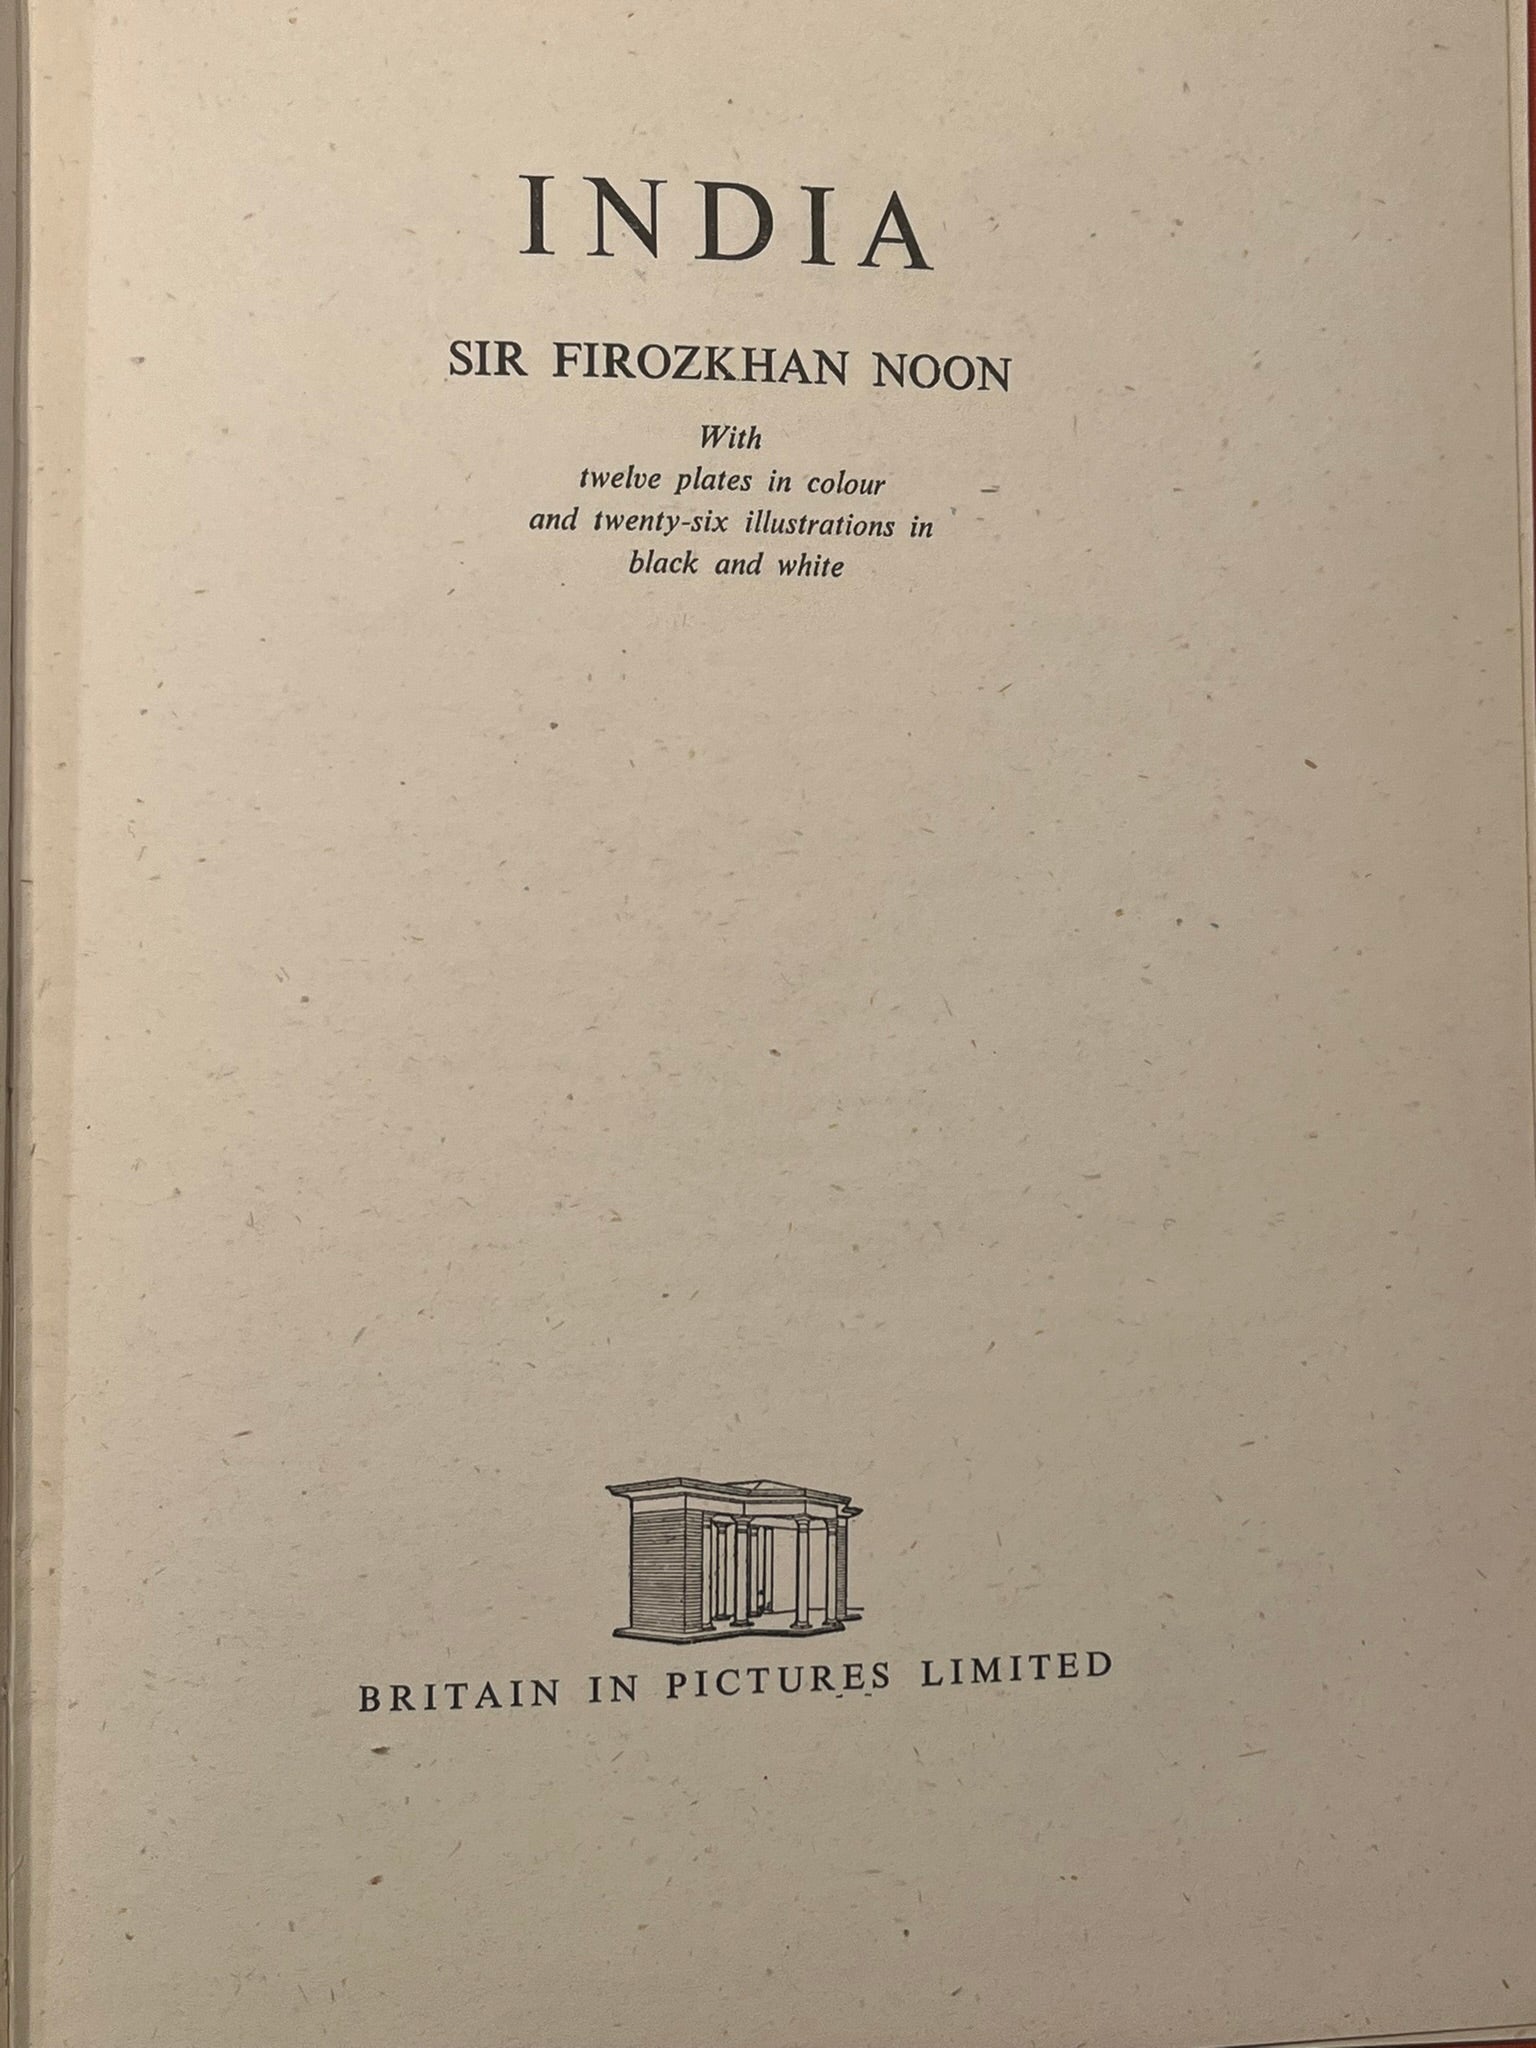 INDIA
SIR FIROZKHAN NOON
With
twelve plates in colour
and twenty-six illustrations in
black and white
BRITAIN IN PICTURES LIMITED